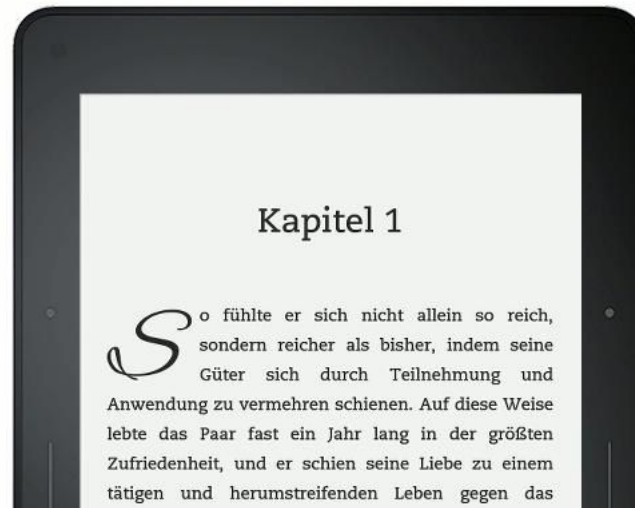 Kapitel 1
So fühlte er sich nicht allein so reich,
sondern reicher als bisher, indem seine
Güter sich durch Teilnehmung und
Anwendung zu vermehren schienen. Auf diese Weise
lebte das Paar fast ein Jahr lang in der größten
Zufriedenheit, und er schien seine Liebe zu einem
tätigen und herumstreifenden Leben gegen das